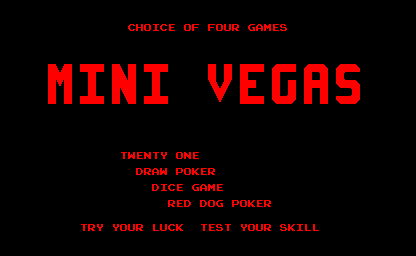 CHOICE OF FOUR GAMES
MINI VEGAS
TWENTY ONE
DRAW POKER
DICE GAME
RED DOG POKER
TRY YOUR LUCK  TEST YOUR SKILL